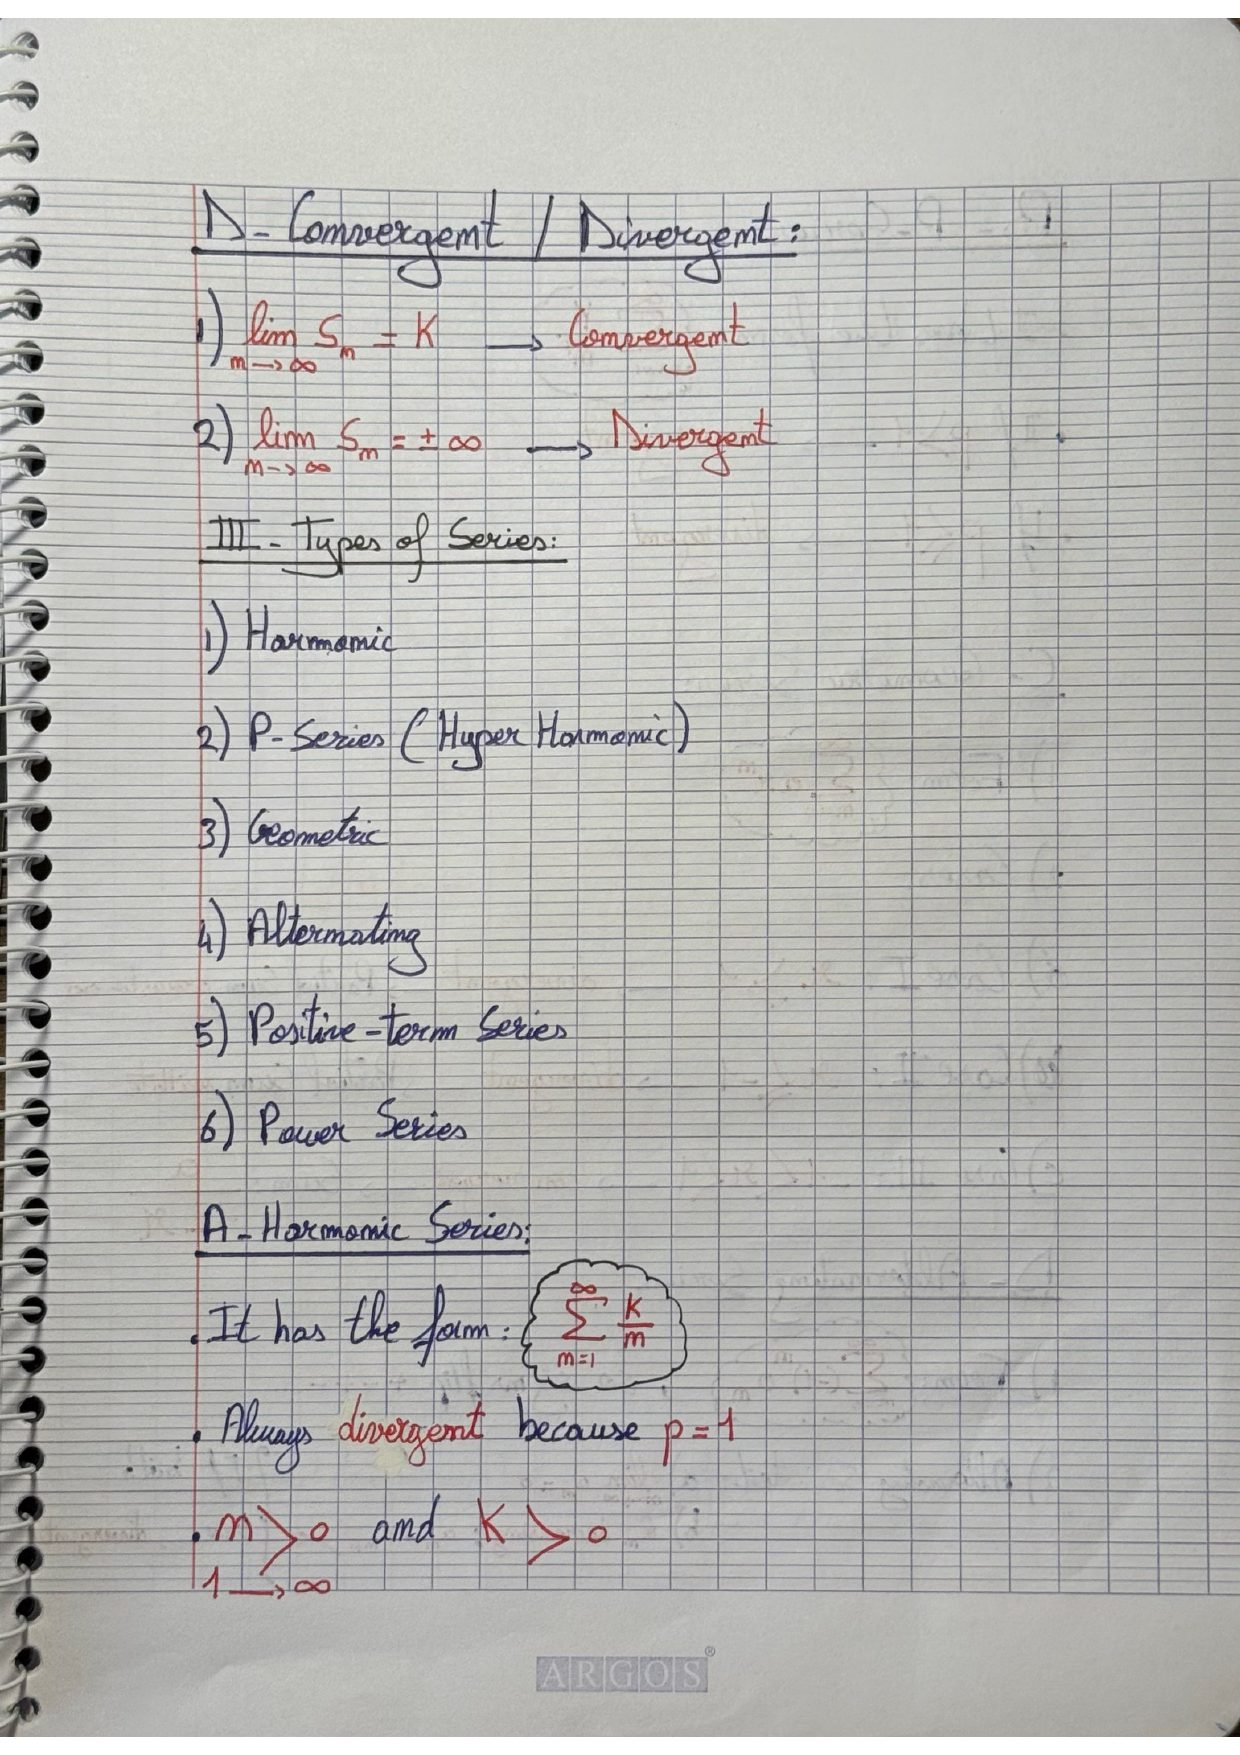 D - Convergent / Divergent :
1) lim Sn = K → Convergent
n → ∞
2) lim Sn = ± ∞ → Divergent
n → ∞
III - Types of Series:
1) Harmonic
2) P-Series (Hyper Harmonic)
3) Geometric
4) Alternating
5) Positive-term Series
6) Power Series
A - Harmonic Series:
. It has the form: ∞ Σ n=1 K/n
. Always divergent because p = 1
. n > 0 and K > 0
1 → ∞
ARGOS®